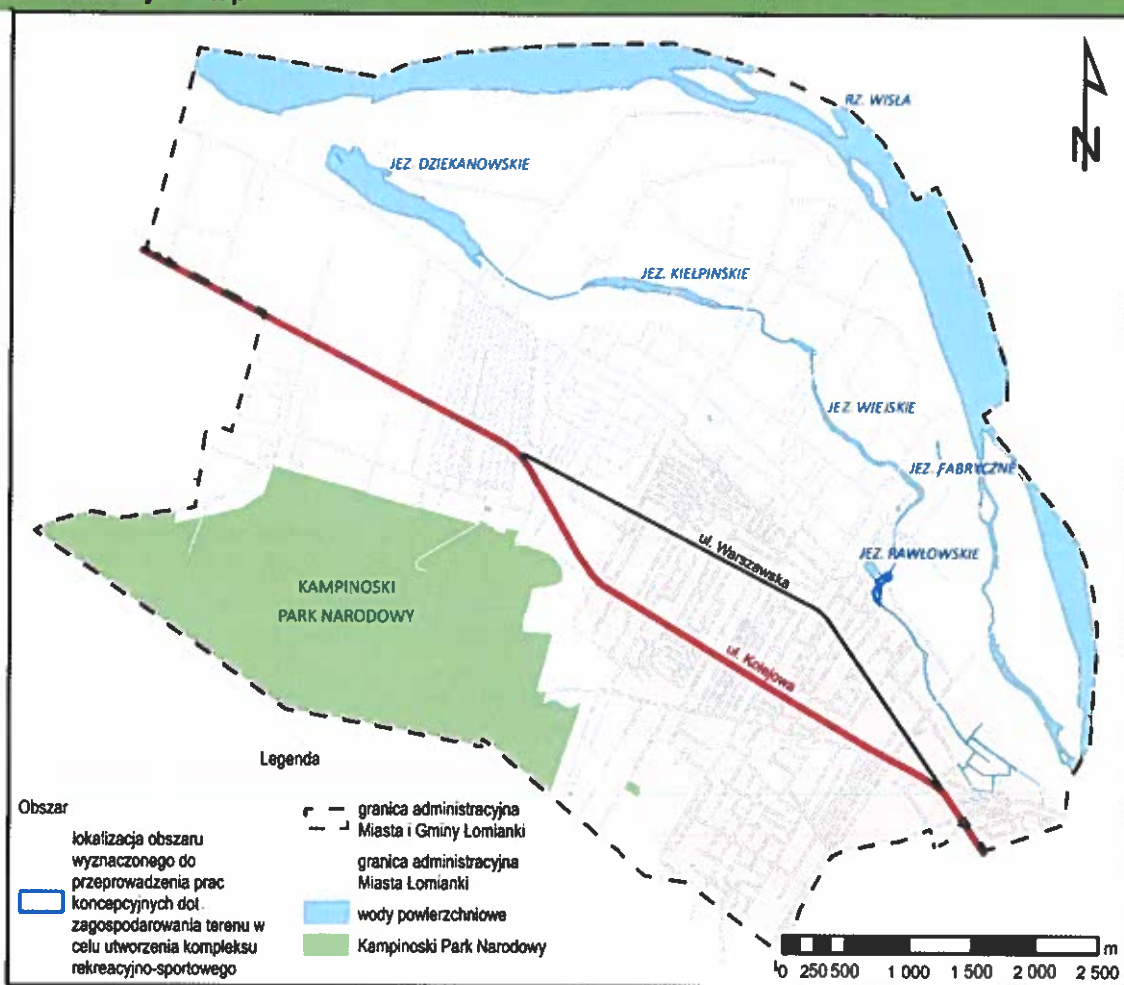 N
RZ. WISŁA
JEZ. DZIEKANOWSKIE
JEZ. KIEŁPIŃSKIE
JEZ. WIEJSKIE
JEZ. FABRYCZNE
JEZ. PAWŁOWSKIE
ul. Warszawska
ul. Kolejowa
KAMPINOSKI
PARK NARODOWY
Legenda
Obszar
lokalizacja obszaru
wyznaczonego do
przeprowadzenia prac
koncepcyjnych dot.
zagospodarowania terenu w
celu utworzenia kompleksu
rekreacyjno-sportowego
granica administracyjna
Miasta i Gminy Łomianki
granica administracyjna
Miasta Łomianki
wody powierzchniowe
Kampinoski Park Narodowy
0 250 500 1 000 1 500 2 000 2 500 m